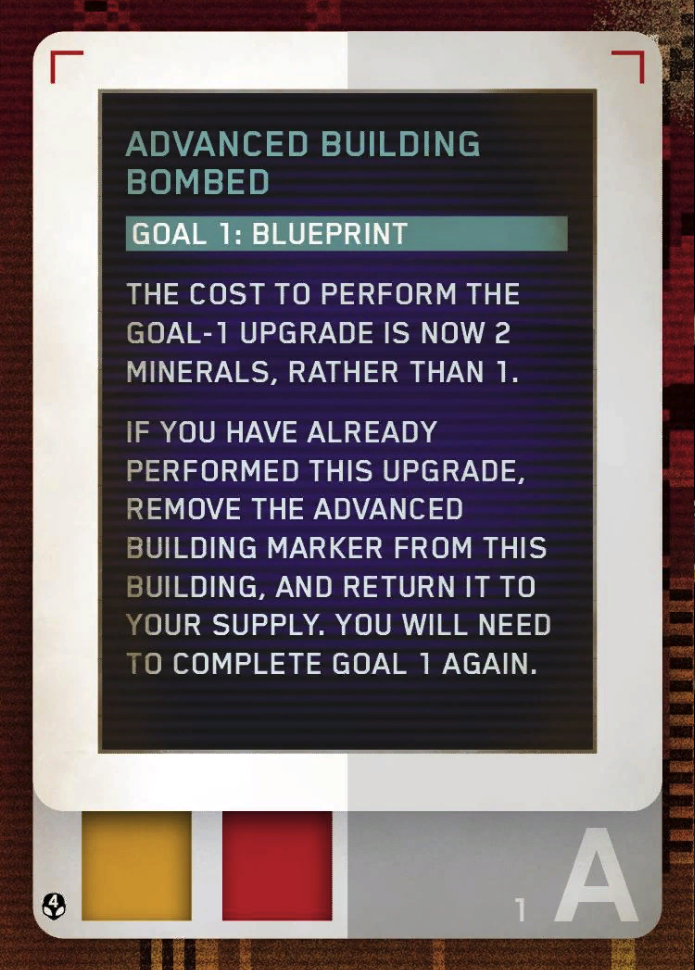 ADVANCED BUILDING
BOMBED
GOAL 1: BLUEPRINT
THE COST TO PERFORM THE
GOAL-1 UPGRADE IS NOW 2
MINERALS, RATHER THAN 1.
IF YOU HAVE ALREADY
PERFORMED THIS UPGRADE,
REMOVE THE ADVANCED
BUILDING MARKER FROM THIS
BUILDING, AND RETURN IT TO
YOUR SUPPLY. YOU WILL NEED
TO COMPLETE GOAL 1 AGAIN.
4
1 A